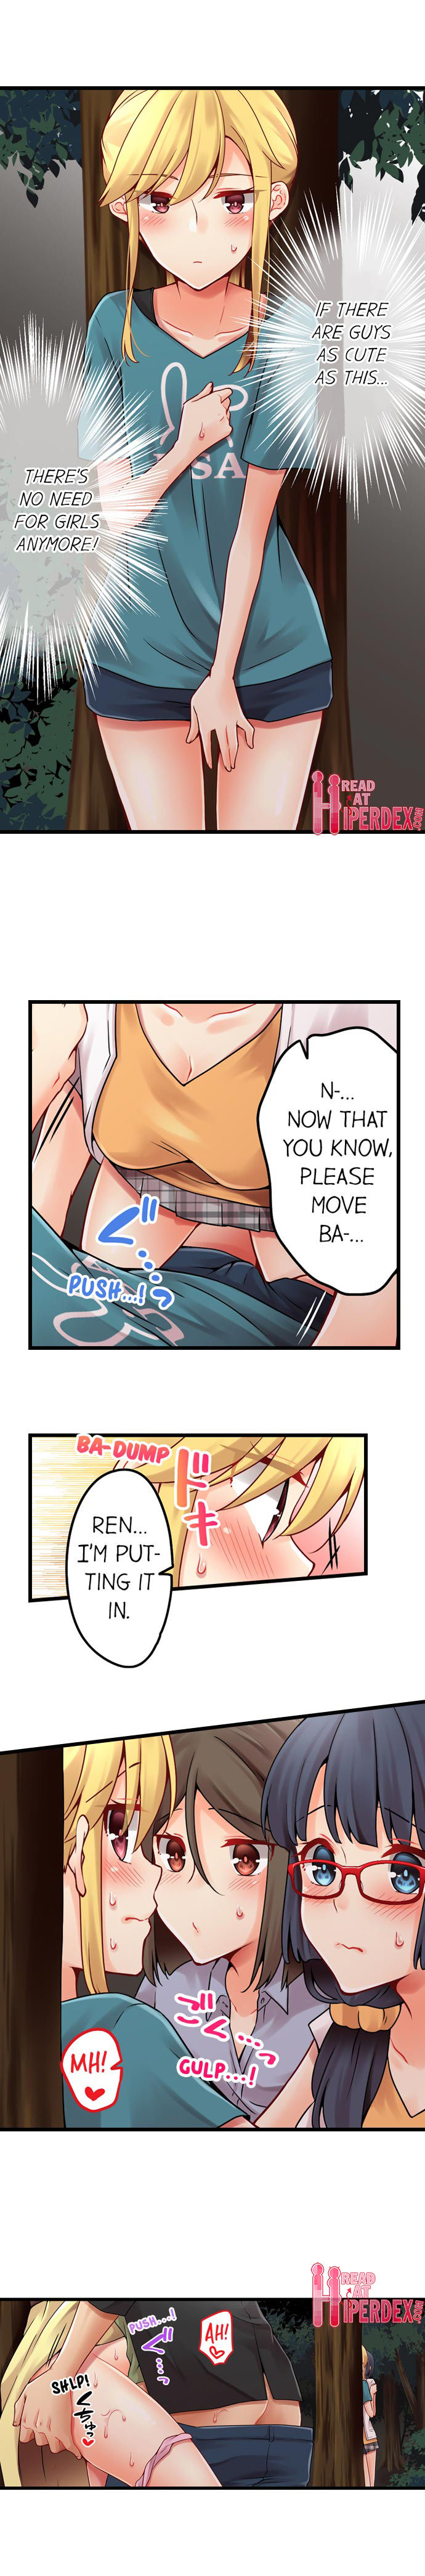 IF THERE
ARE GUYS
AS CUTE
AS THIS...
USA
THERE'S
NO NEED
FOR GIRLS
ANYMORE!
READ
AT
HIPERDEX
.COM
N-...
NOW THAT
YOU KNOW,
PLEASE
MOVE
BA-...
PUSH...!
BA-DUMP
ドキ
REN...
I'M PUT-
TING IT
IN.
MH!
ごく...っ
GULP...!
READ
AT
HIPERDEX
.COM
PUSH...!
AH!
SHLP!
くちゅっ